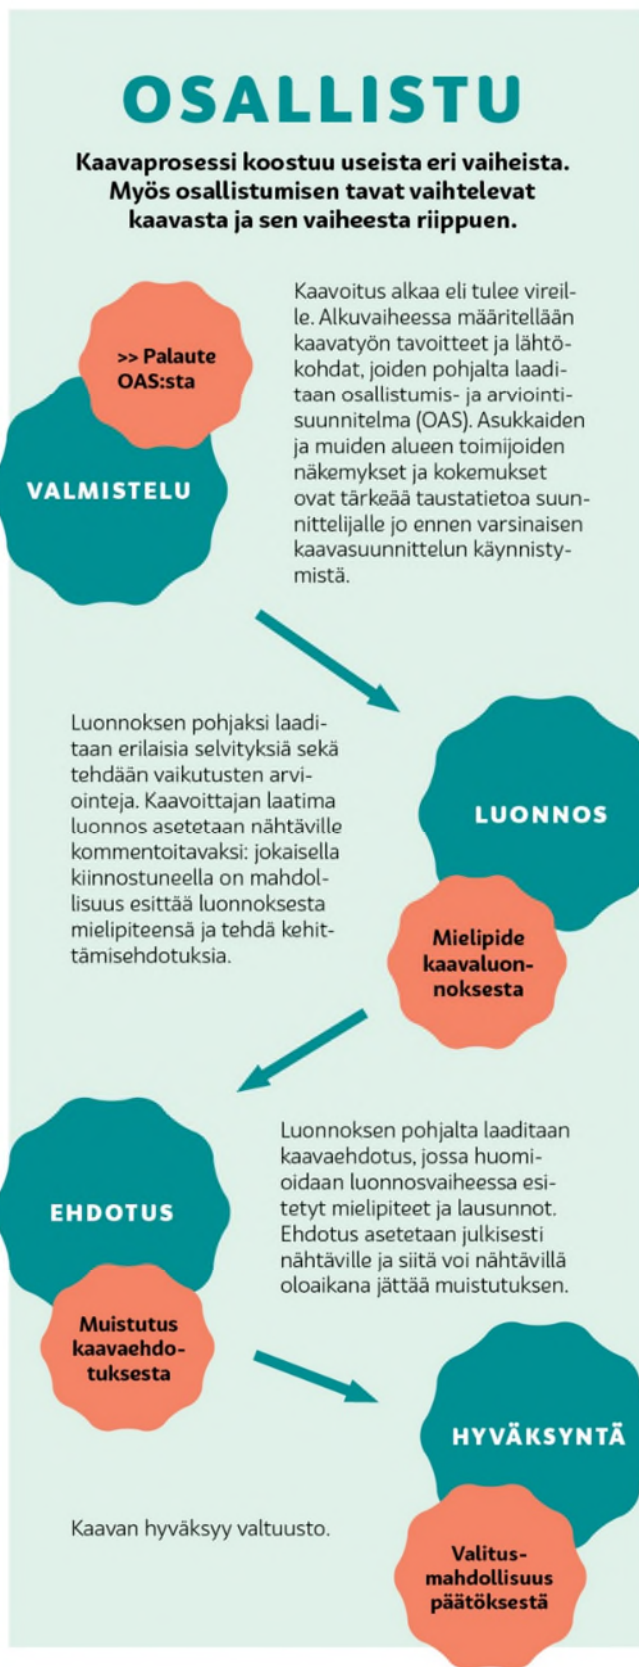 OSALLISTU
Kaavaprosessi koostuu useista eri vaiheista.
Myös osallistumisen tavat vaihtelevat
kaavasta ja sen vaiheesta riippuen.
>> Palaute
OAS:sta
VALMISTELU
Kaavoitus alkaa eli tulee vireil-
le. Alkuvaiheessa määritellään
kaavatyön tavoitteet ja lähtö-
kohdat, joiden pohjalta laadi-
taan osallistumis- ja arviointi-
suunnitelma (OAS). Asukkaiden
ja muiden alueen toimijoiden
näkemykset ja kokemukset
ovat tärkeää taustatietoa suun-
nittelijalle jo ennen varsinaisen
kaavasuunnittelun käynnisty-
mistä.
Luonnoksen pohjaksi laadi-
taan erilaisia selvityksiä sekä
tehdään vaikutusten arvi-
ointeja. Kaavoittajan laatima
luonnos asetetaan nähtäville
kommentoitavaksi: jokaisella
kiinnostuneella on mahdol-
lisuus esittää luonnoksesta
mielipiteensä ja tehdä kehit-
tämisehdotuksia.
LUONNOS
Mielipide
kaavaluon-
noksesta
EHDOTUS
Muistutus
kaavaehdo-
tuksesta
Luonnoksen pohjalta laaditaan
kaavaehdotus, jossa huomi-
oidaan luonnosvaiheessa esi-
tetyt mielipiteet ja lausunnot.
Ehdotus asetetaan julkisesti
nähtäville ja siitä voi nähtävillä
oloaikana jättää muistutuksen.
HYVÄKSYNTÄ
Kaavan hyväksyy valtuusto.
Valitus-
mahdollisuus
päätöksestä